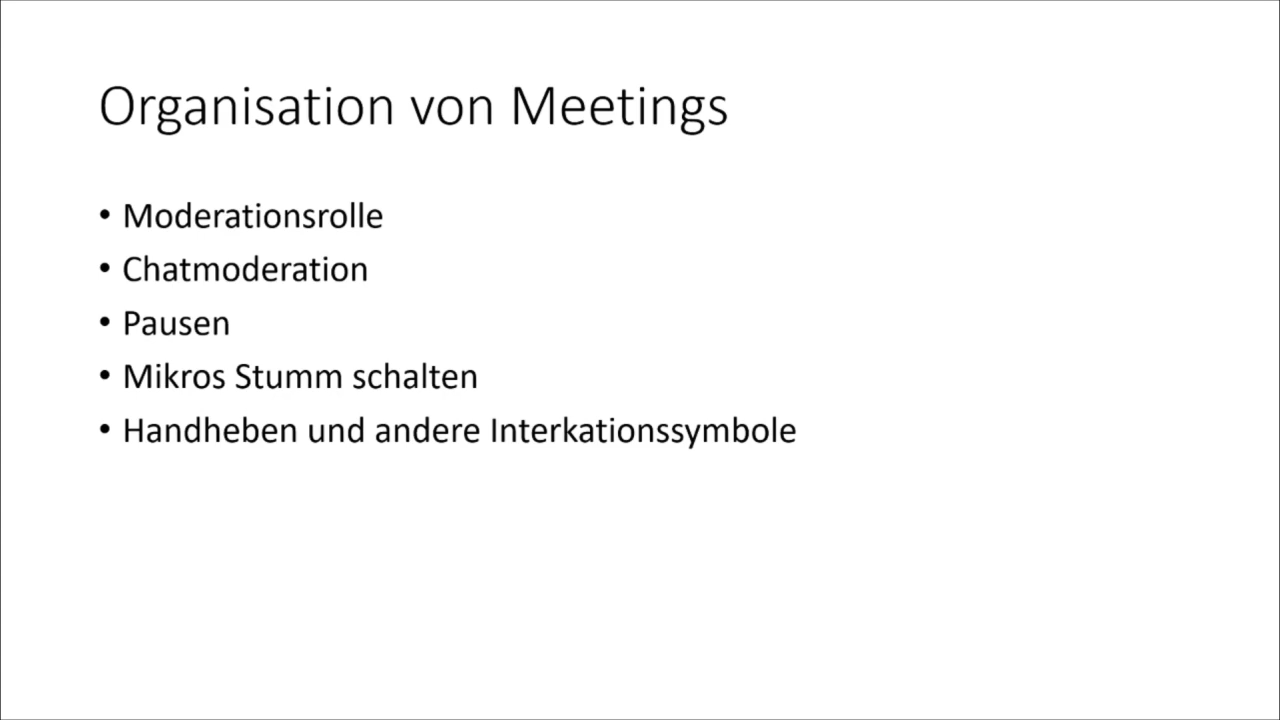 Organisation von Meetings
• Moderationsrolle
• Chatmoderation
• Pausen
• Mikros Stumm schalten
• Handheben und andere Interkationssymbole